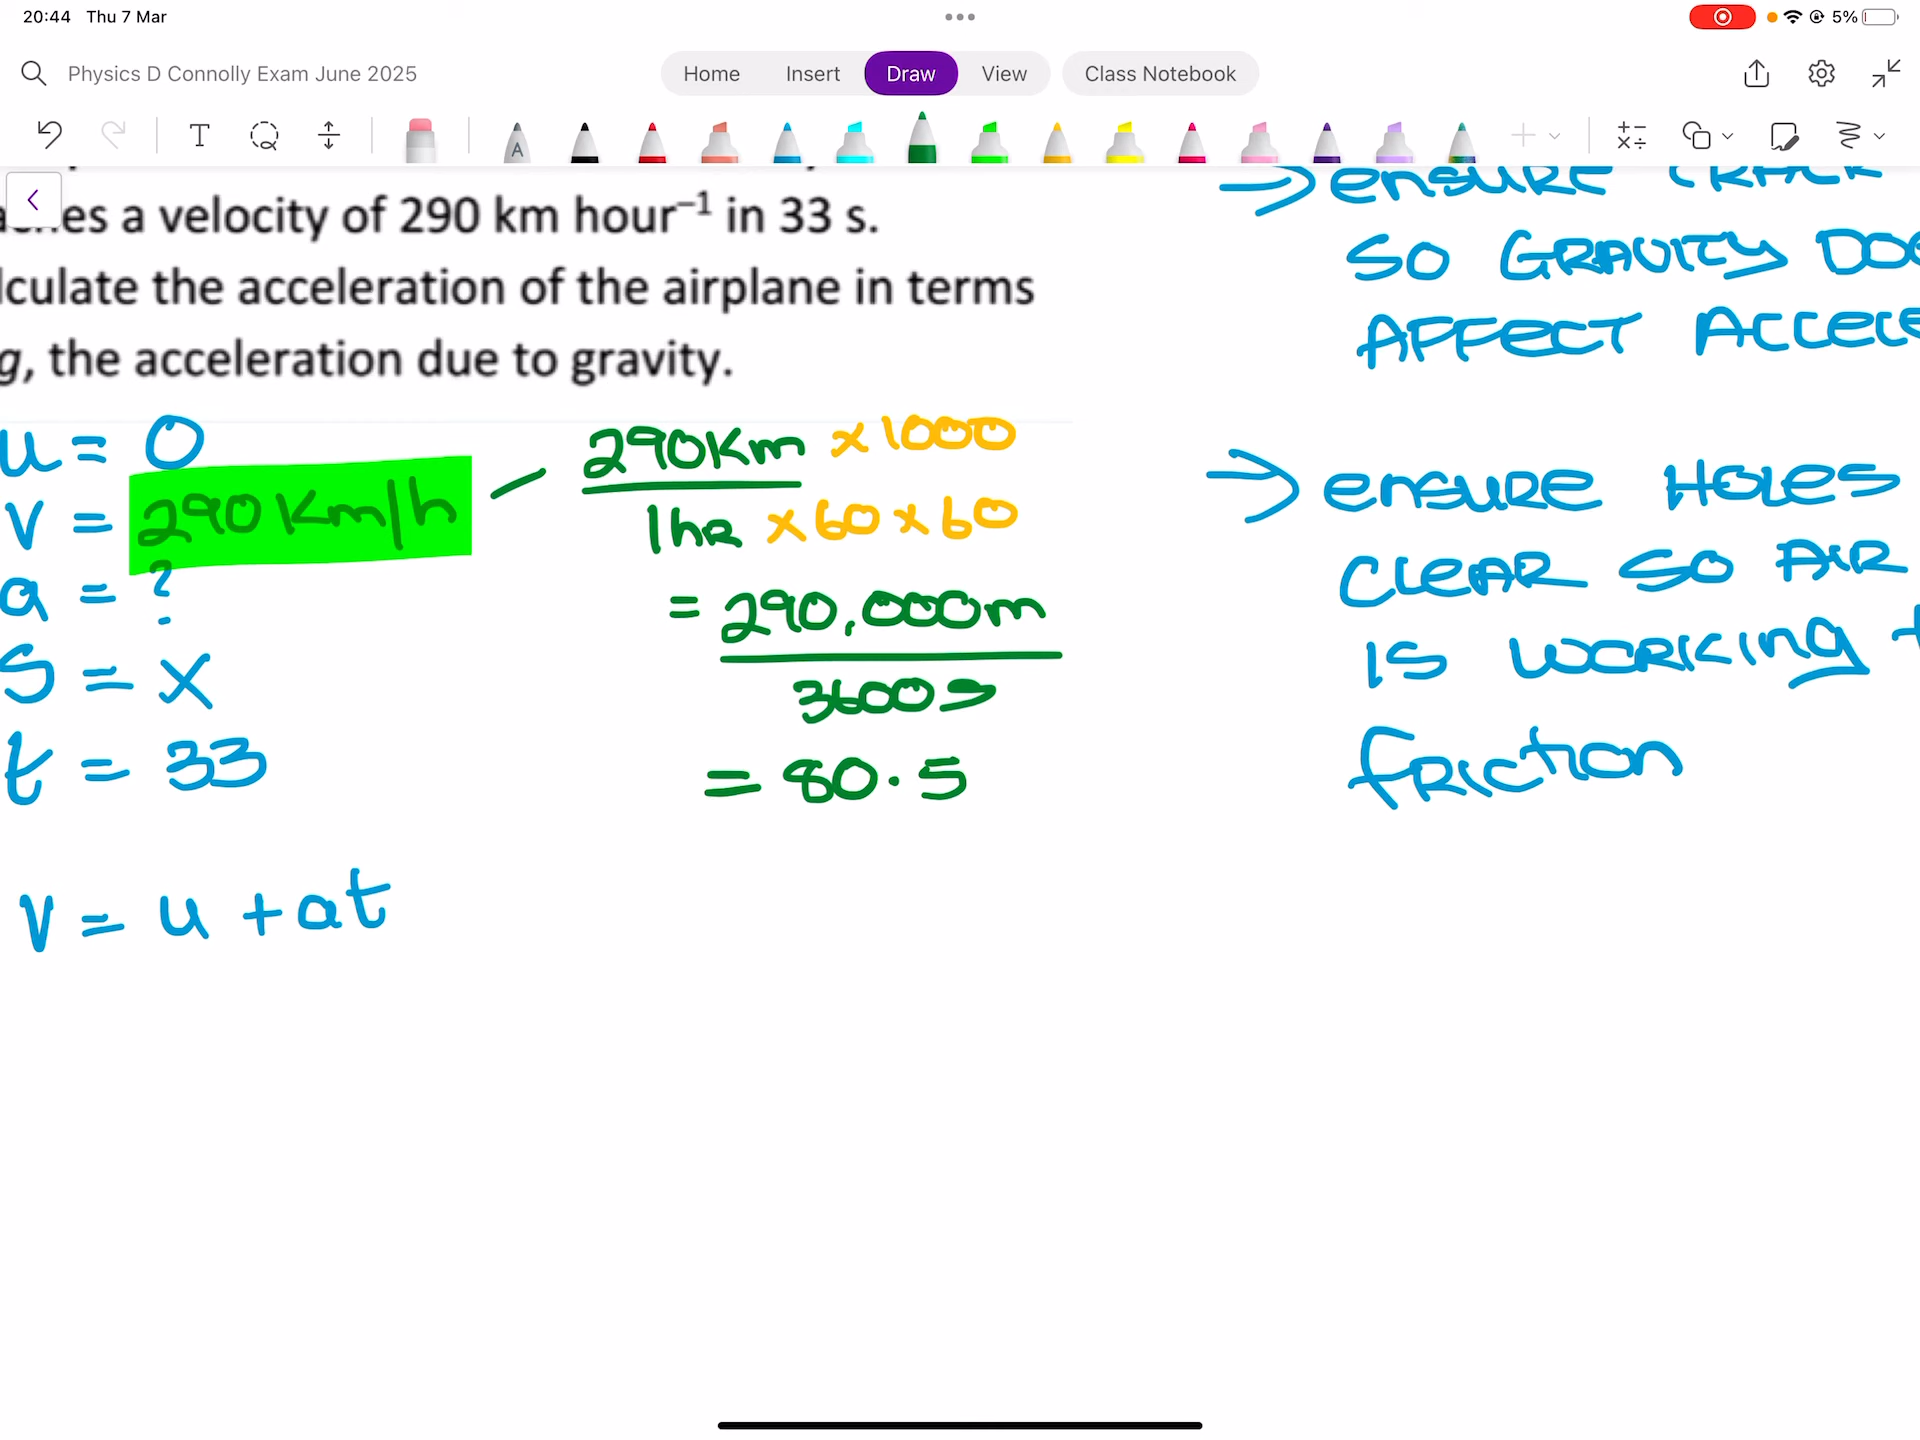 20:44 Thu 7 Mar
5%
Physics D Connolly Exam June 2025
Home Insert Draw View Class Notebook
T
A
es a velocity of 290 km hour⁻¹ in 33 s.
lculate the acceleration of the airplane in terms
g, the acceleration due to gravity.
u = 0
v = 290 Km/h
a = ?
S = x
t = 33
v = u + at
290Km x 1000
1hR x 60 x 60
= 290,000m
3600s
= 80.5
→ ENSURE TRACK
SO GRAVITY DOE
AFFECT ACCELE
→ ENSURE HOLES
CLEAR SO AIR
IS WORKING t
FRICTION